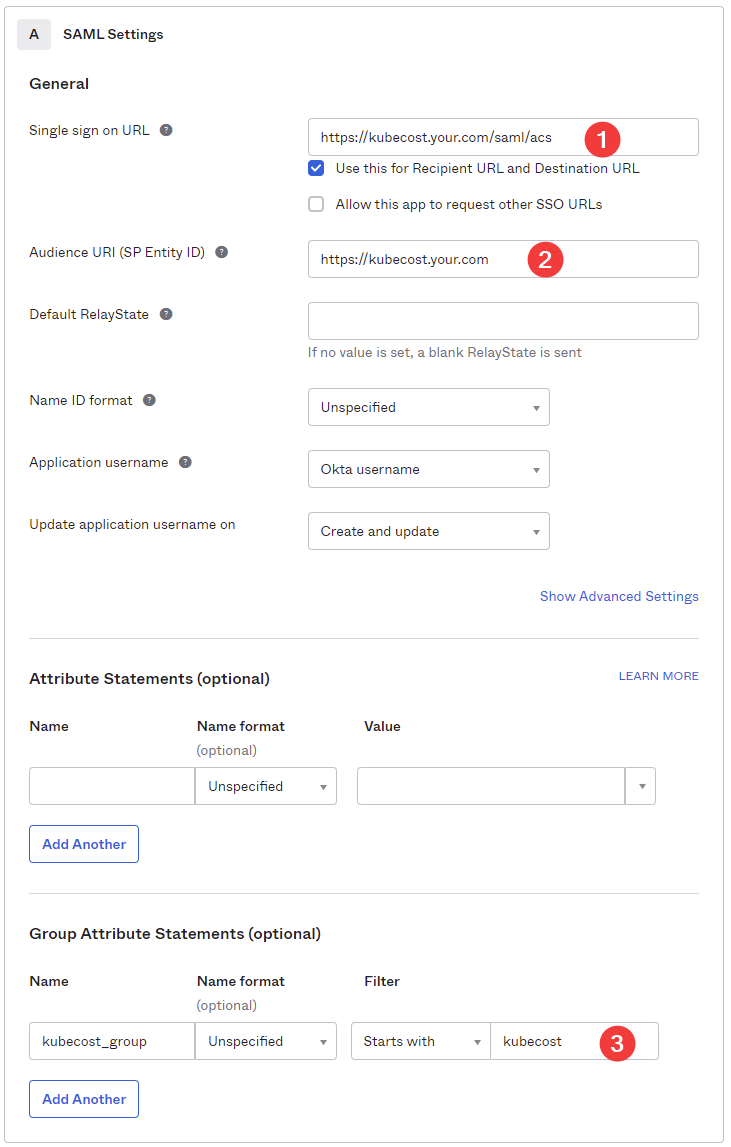 A SAML Settings
General
Single sign on URL ?
https://kubecost.your.com/saml/acs 1
Use this for Recipient URL and Destination URL
Allow this app to request other SSO URLs
Audience URI (SP Entity ID) ?
https://kubecost.your.com 2
Default RelayState ?
If no value is set, a blank RelayState is sent
Name ID format ?
Unspecified
Application username ?
Okta username
Update application username on
Create and update
Show Advanced Settings
Attribute Statements (optional)
LEARN MORE
Name
Name format
(optional)
Value
Unspecified
Add Another
Group Attribute Statements (optional)
Name
Name format
(optional)
Filter
kubecost_group
Unspecified
Starts with
kubecost 3
Add Another